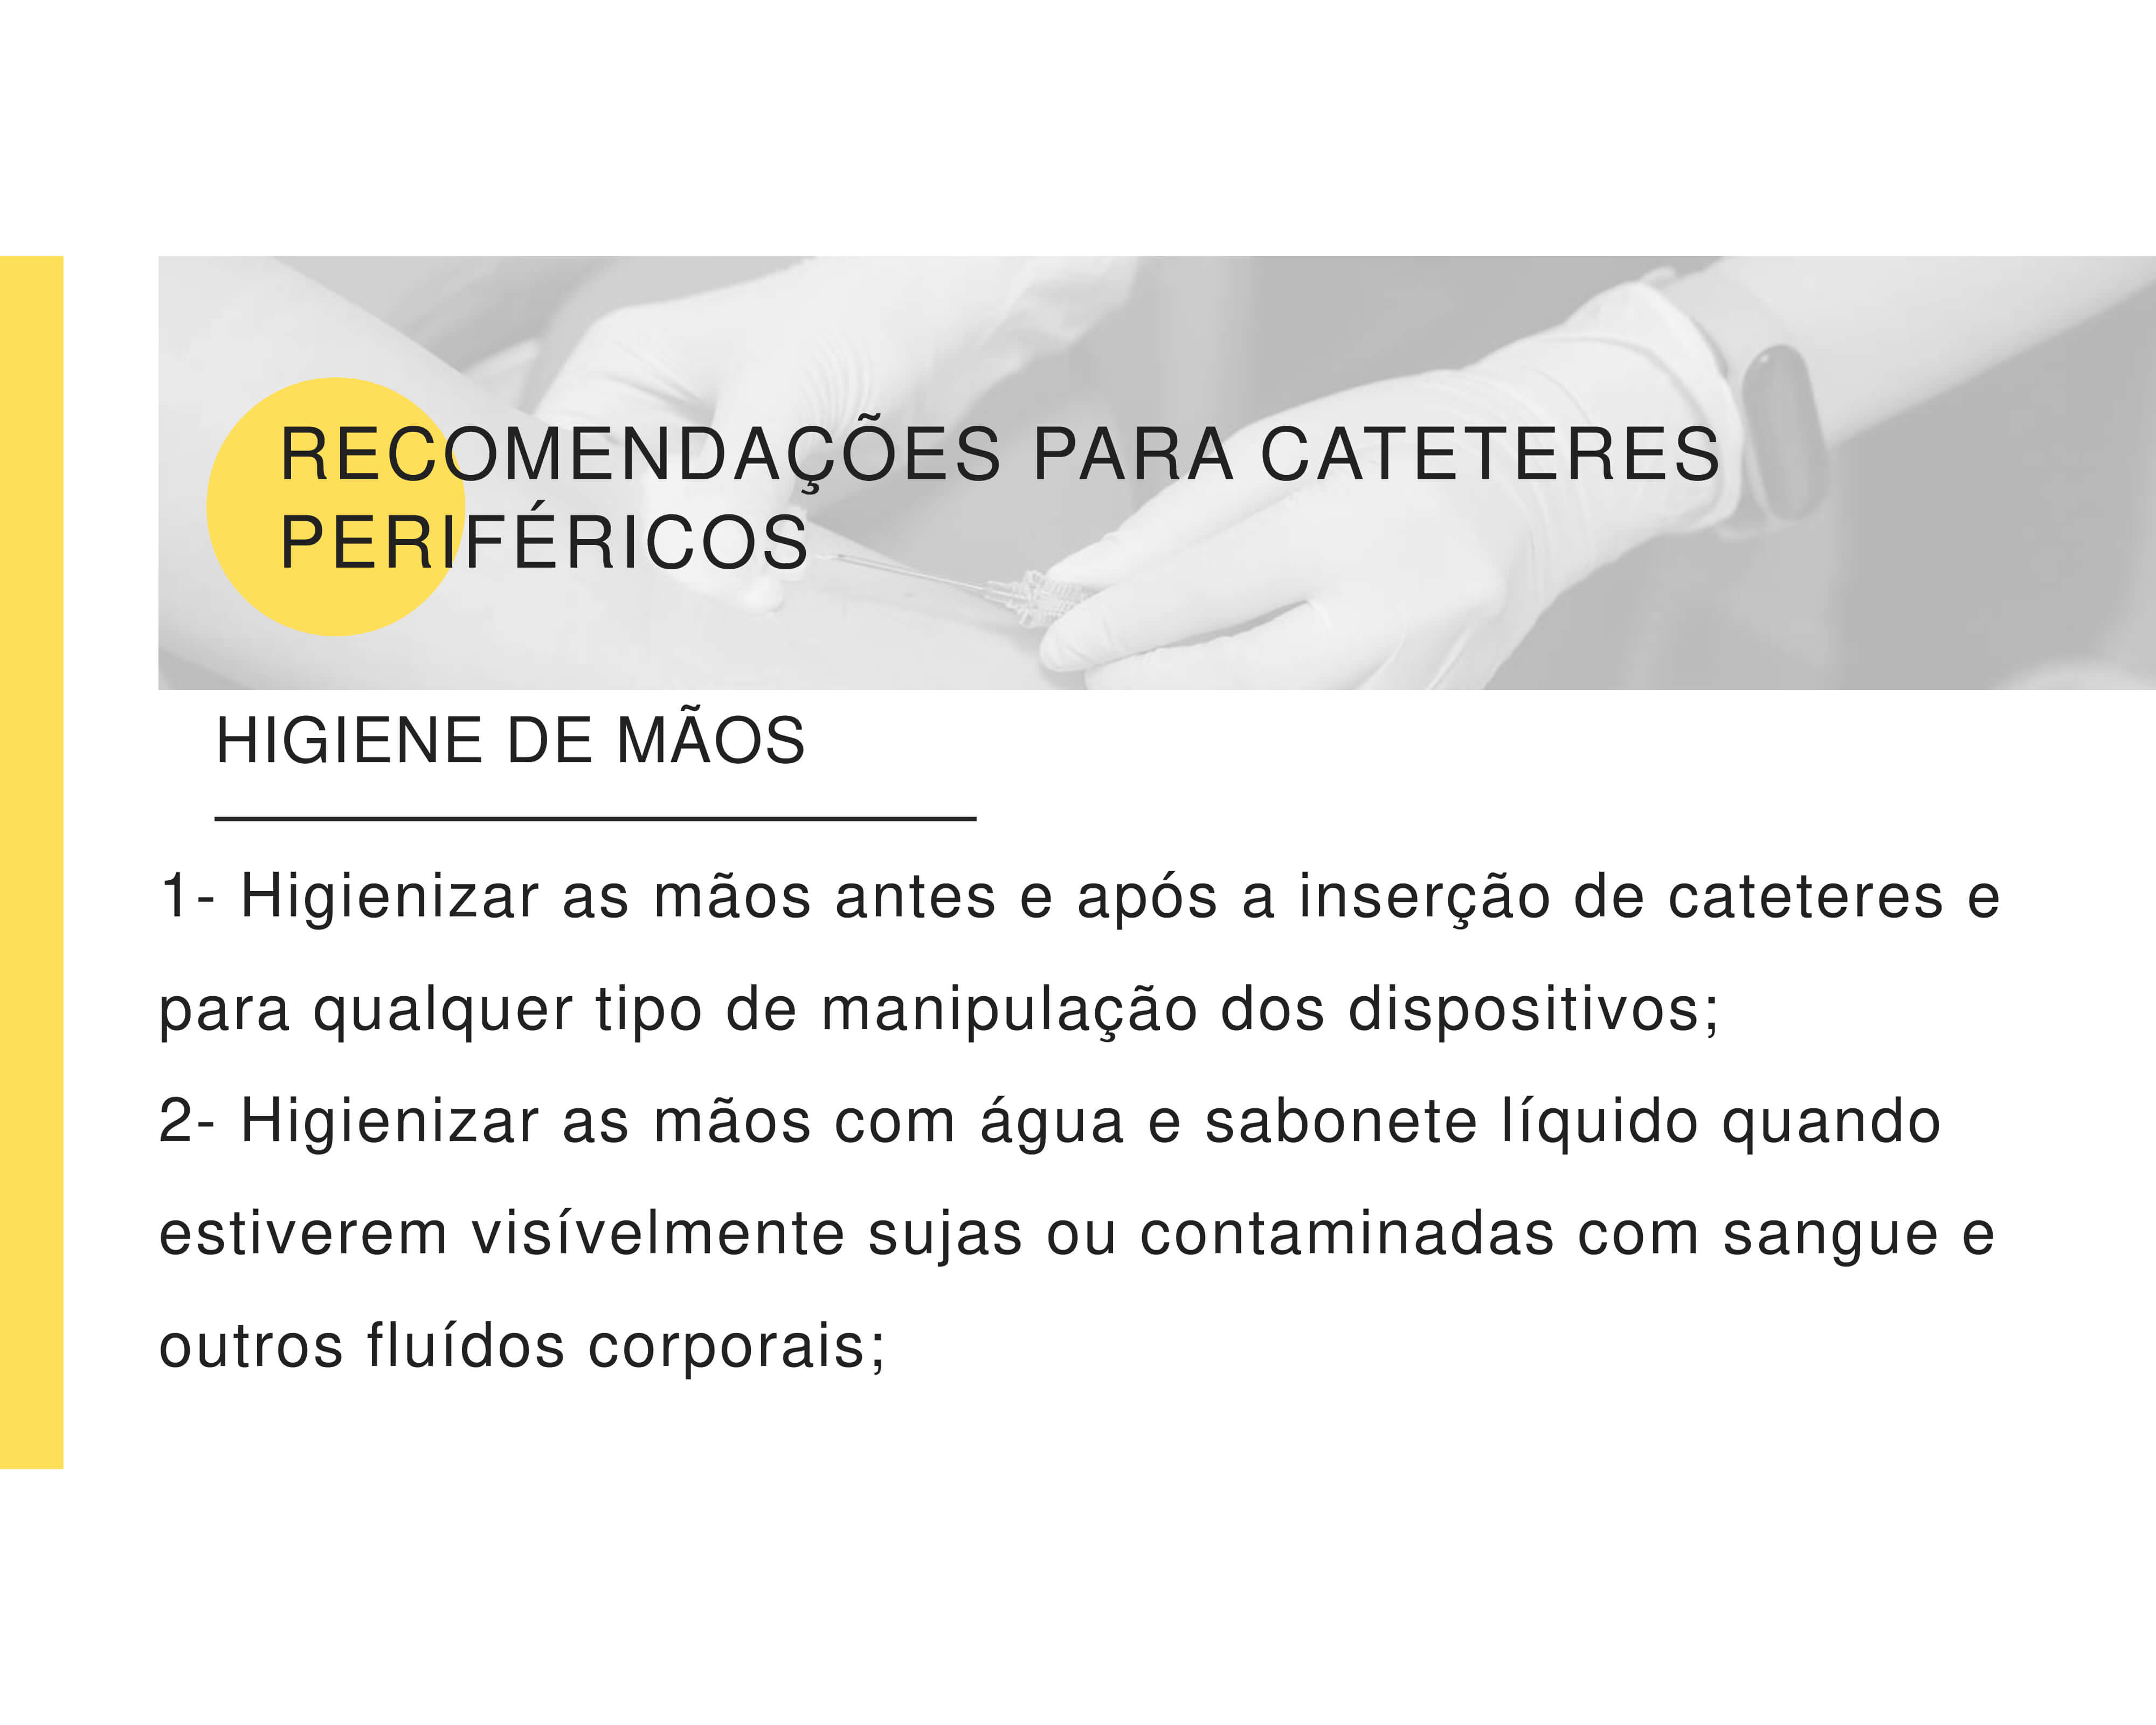 RECOMENDAÇÕES PARA CATETERES
PERIFÉRICOS
HIGIENE DE MÃOS
1- Higienizar as mãos antes e após a inserção de cateteres e
para qualquer tipo de manipulação dos dispositivos;
2- Higienizar as mãos com água e sabonete líquido quando
estiverem visívelmente sujas ou contaminadas com sangue e
outros fluídos corporais;